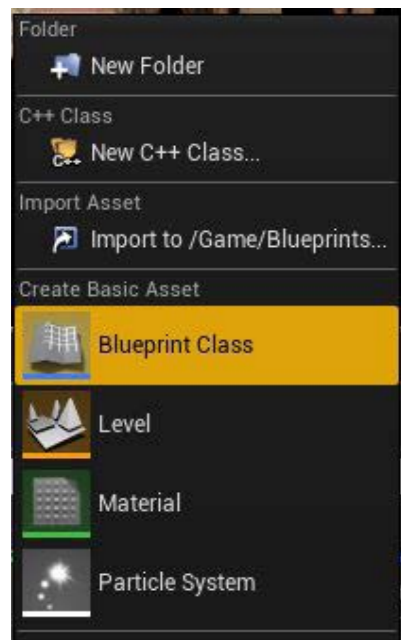 Folder
New Folder
C++ Class
C++
New C++ Class...
Import Asset
Import to /Game/Blueprints...
Create Basic Asset
Blueprint Class
Level
Material
Particle System